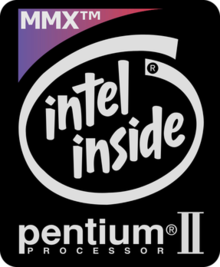 MMX™
intel®
inside
pentium® II
PROCESSOR